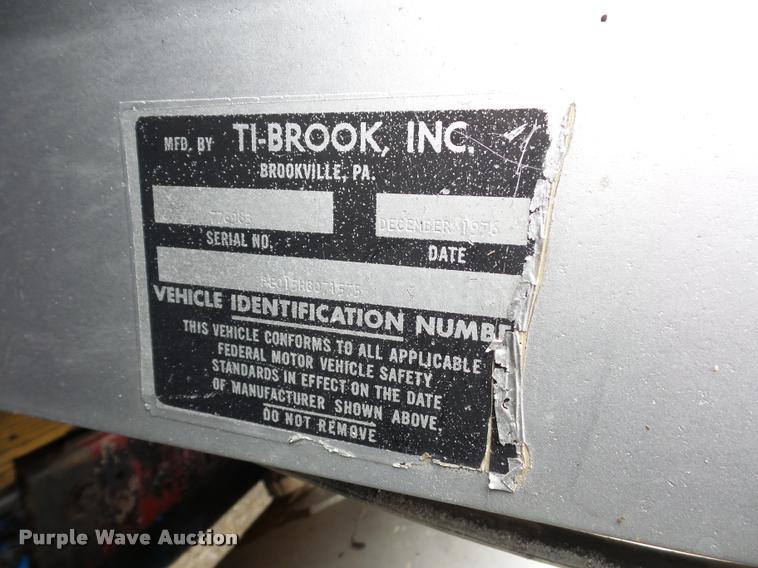 MFD. BY TI-BROOK, INC.
BROOKVILLE, PA.
DECEMBER 1976
SERIAL NO. DATE
VEHICLE IDENTIFICATION NUMBE
THIS VEHICLE CONFORMS TO ALL APPLICABLE
FEDERAL MOTOR VEHICLE SAFETY
STANDARDS IN EFFECT ON THE DATE
OF MANUFACTURER SHOWN ABOVE.
DO NOT REMOVE
Purple Wave Auction